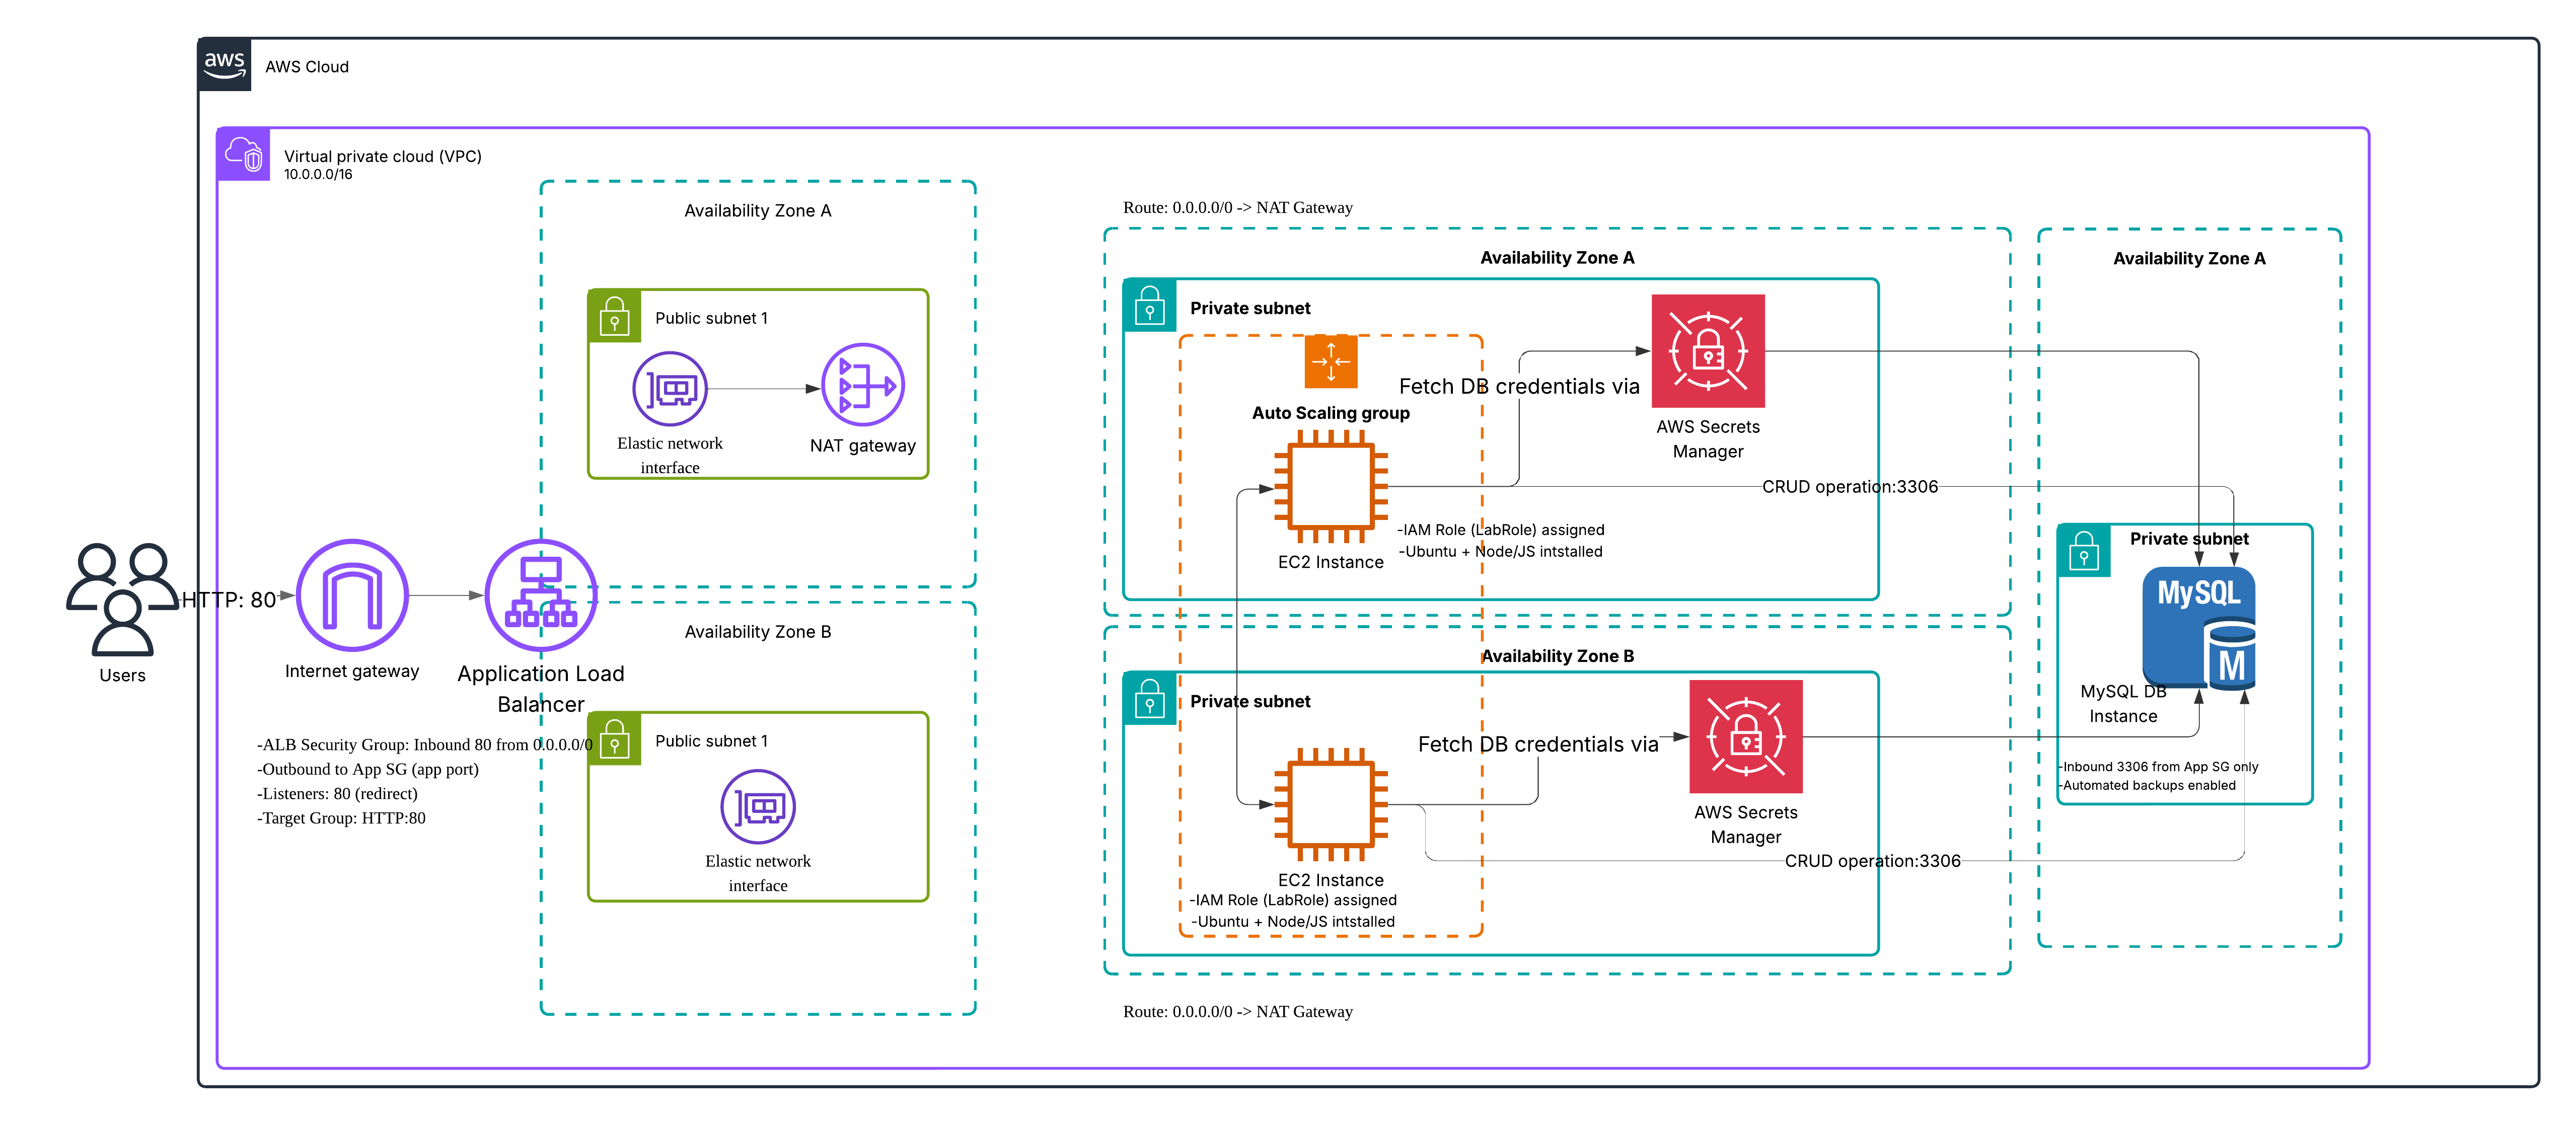 aws
AWS Cloud
Virtual private cloud (VPC)
10.0.0.0/16
Availability Zone A
Public subnet 1
Elastic network
interface
NAT gateway
HTTP: 80
Users
Internet gateway
Application Load
Balancer
-ALB Security Group: Inbound 80 from 0.0.0.0/0
-Outbound to App SG (app port)
-Listeners: 80 (redirect)
-Target Group: HTTP:80
Availability Zone B
Public subnet 1
Elastic network
interface
Route: 0.0.0.0/0 -> NAT Gateway
Availability Zone A
Private subnet
Auto Scaling group
Fetch DB credentials via
AWS Secrets
Manager
CRUD operation:3306
EC2 Instance
-IAM Role (LabRole) assigned
-Ubuntu + Node/JS intstalled
Availability Zone B
Private subnet
Fetch DB credentials via
AWS Secrets
Manager
CRUD operation:3306
EC2 Instance
-IAM Role (LabRole) assigned
-Ubuntu + Node/JS intstalled
Route: 0.0.0.0/0 -> NAT Gateway
Availability Zone A
Private subnet
MySQL
M
MySQL DB
Instance
-Inbound 3306 from App SG only
-Automated backups enabled